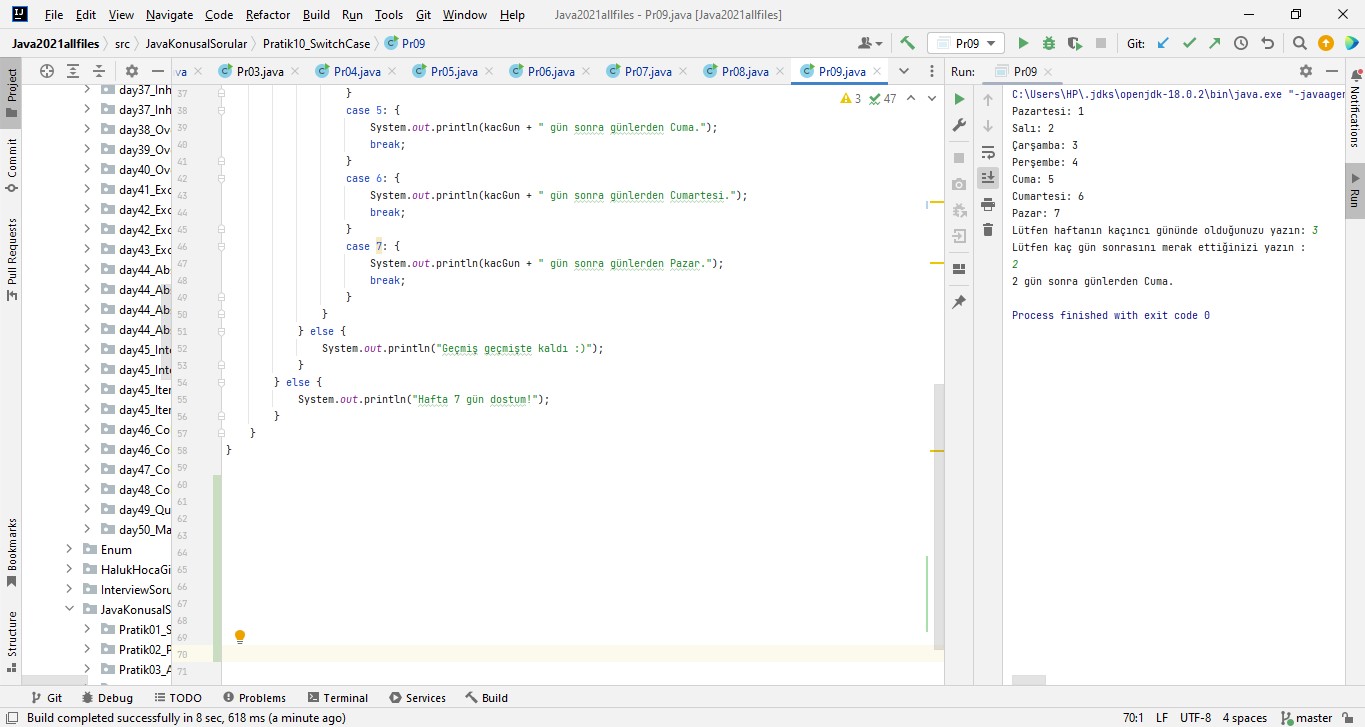 File Edit View Navigate Code Refactor Build Run Tools Git Window Help Java2021allfiles - Pr09.java [Java2021allfiles]
Java2021allfiles src JavaKonusalSorular Pratik10_SwitchCase Pr09 Pr09 Git:
Project
Commit
Pull Requests
Bookmarks
Structure
day37_Inh
day37_Inh
day38_Ov
day39_Ov
day40_Ov
day41_Exc
day42_Exc
day42_Exc
day43_Exc
day44_Abs
day44_Abs
day44_Abs
day45_Inte
day45_Inte
day45_Iter
day45_Iter
day46_Co
day46_Co
day47_Co
day48_Co
day49_Qu
day50_Ma
Enum
HalukHocaGi
InterviewSoru
JavaKonusalS
Pratik01_S
Pratik02_P
Pratik03_A
va Pr03.java Pr04.java Pr05.java Pr06.java Pr07.java Pr08.java Pr09.java
3 47
37 }
38 case 5: {
39 System.out.println(kacGun + " gün sonra günlerden Cuma.");
40 break;
41 }
42 case 6: {
43 System.out.println(kacGun + " gün sonra günlerden Cumartesi.");
44 break;
45 }
46 case 7: {
47 System.out.println(kacGun + " gün sonra günlerden Pazar.");
48 break;
49 }
50 }
51 } else {
52 System.out.println("Geçmiş geçmişte kaldı :)");
53 }
54 } else {
55 System.out.println("Hafta 7 gün dostum!");
56 }
57 }
58 }
59
60
61
62
63
64
65
66
67
68
69
70
71
Run: Pr09
C:\Users\HP\.jdks\openjdk-18.0.2\bin\java.exe "-javaagen
Pazartesi: 1
Salı: 2
Çarşamba: 3
Perşembe: 4
Cuma: 5
Cumartesi: 6
Pazar: 7
Lütfen haftanın kaçıncı gününde olduğunuzu yazın: 3
Lütfen kaç gün sonrasını merak ettiğinizi yazın :
2
2 gün sonra günlerden Cuma.
Process finished with exit code 0
Notifications
Run
Git Debug TODO Problems Terminal Services Build
Build completed successfully in 8 sec, 618 ms (a minute ago) 70:1 LF UTF-8 4 spaces master